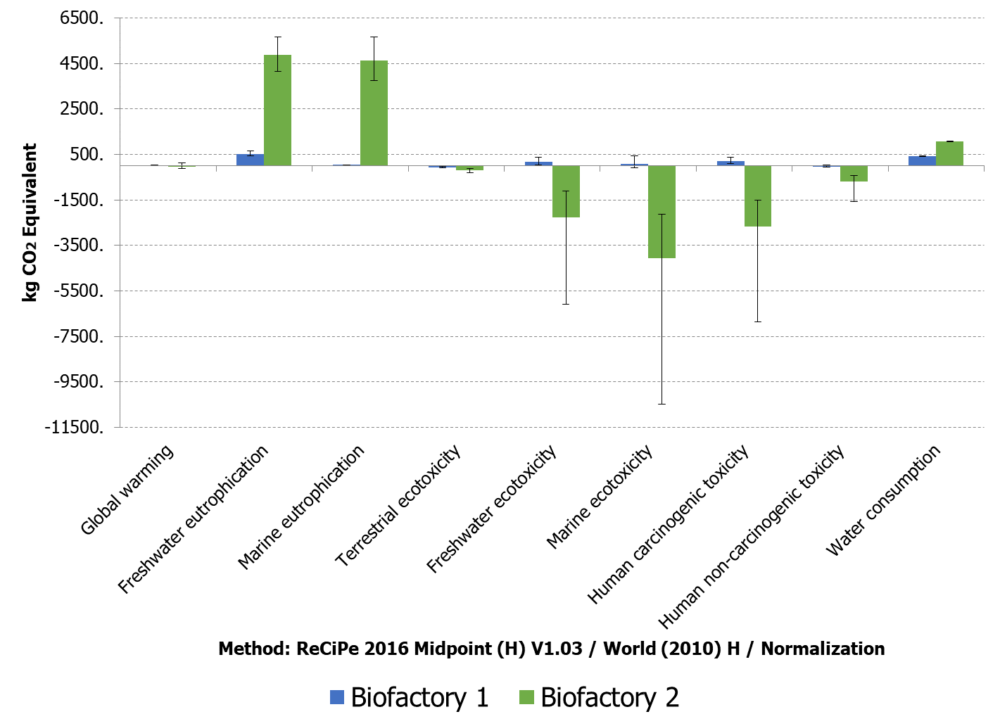 6500.
4500.
2500.
500.
-1500.
-3500.
-5500.
-7500.
-9500.
-11500.
kg CO2 Equivalent
Global warming
Freshwater eutrophication
Marine eutrophication
Terrestrial ecotoxicity
Freshwater ecotoxicity
Marine ecotoxicity
Human carcinogenic toxicity
Human non-carcinogenic toxicity
Water consumption
Method: ReCiPe 2016 Midpoint (H) V1.03 / World (2010) H / Normalization
Biofactory 1 Biofactory 2